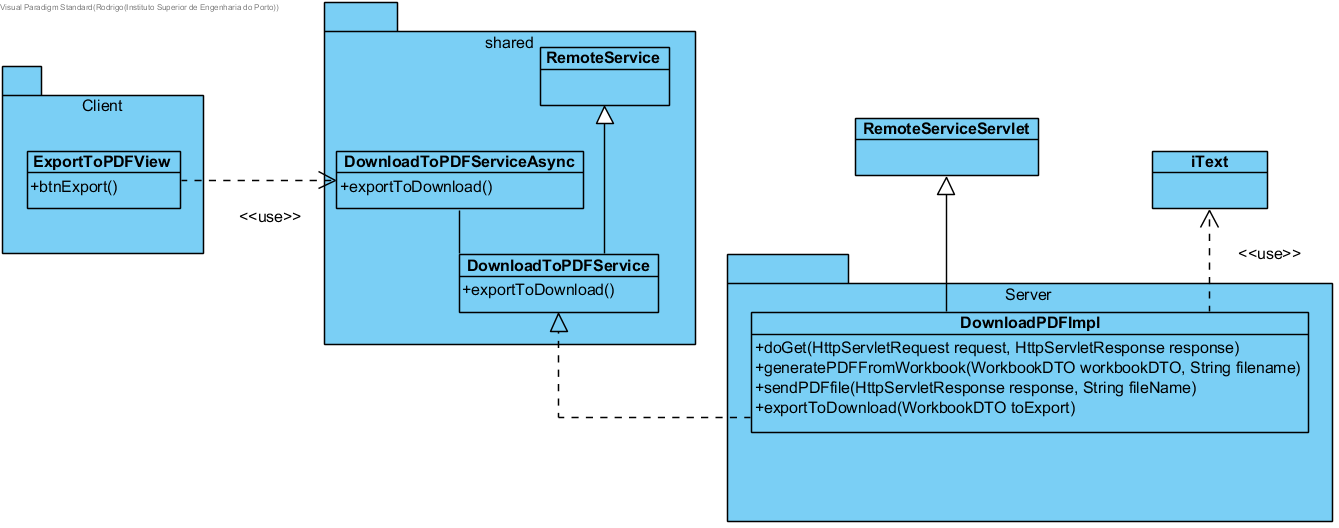 Visual Paradigm Standard(Rodrigo(Instituto Superior de Engenharia do Porto))
shared
RemoteService
Client
ExportToPDFView
+btnExport()
<<use>>
DownloadToPDFServiceAsync
+exportToDownload()
DownloadToPDFService
+exportToDownload()
RemoteServiceServlet
iText
<<use>>
Server
DownloadPDFImpl
+doGet(HttpServletRequest request, HttpServletResponse response)
+generatePDFFromWorkbook(WorkbookDTO workbookDTO, String filename)
+sendPDFfile(HttpServletResponse response, String fileName)
+exportToDownload(WorkbookDTO toExport)